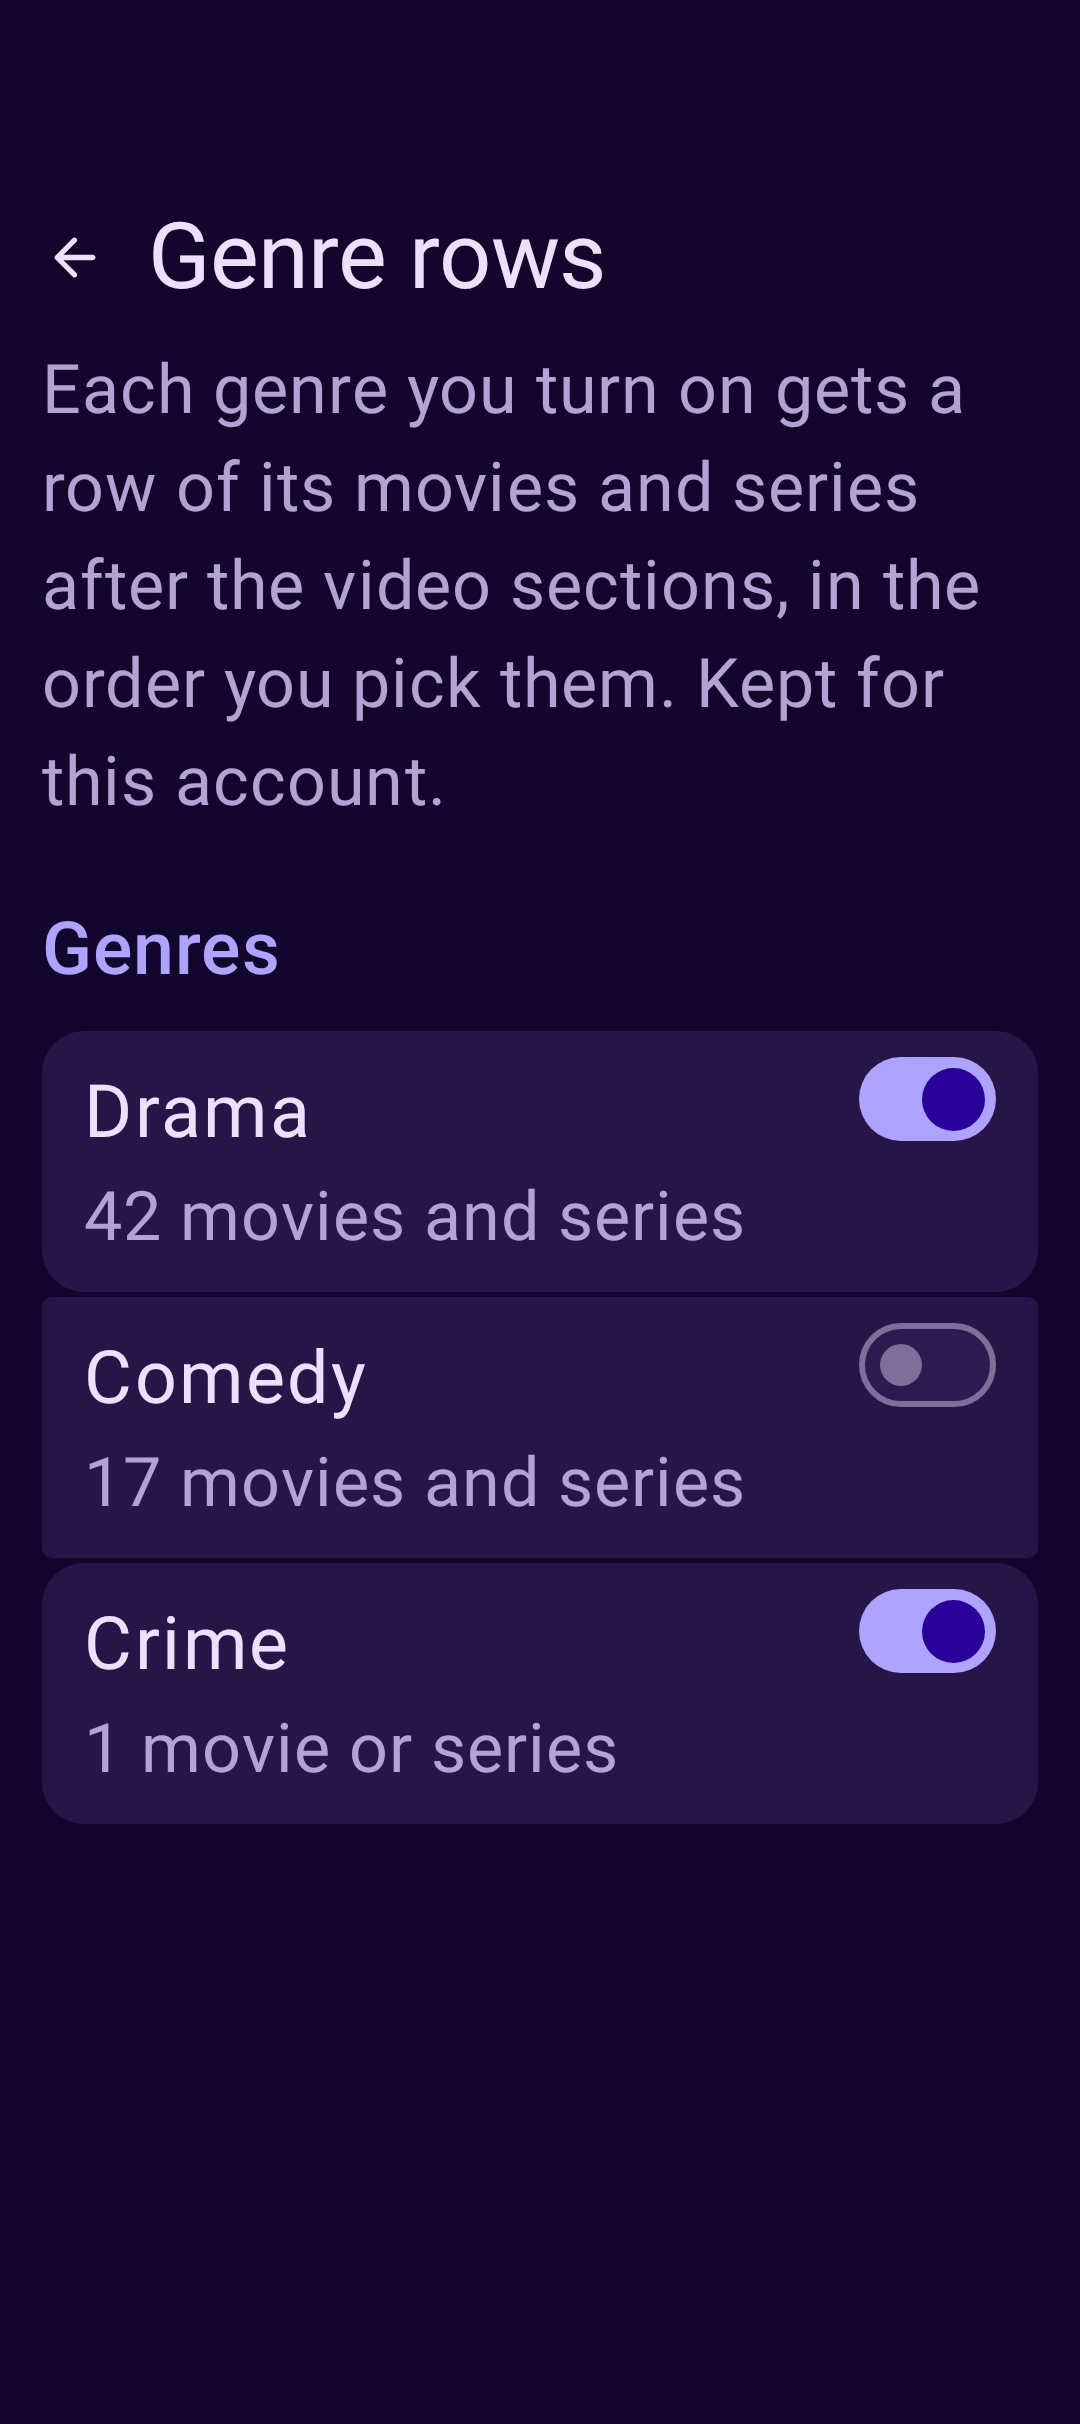 Genre rows
Each genre you turn on gets a
row of its movies and series
after the video sections, in the
order you pick them. Kept for
this account.
Genres
Drama
42 movies and series
Comedy
17 movies and series
Crime
1 movie or series